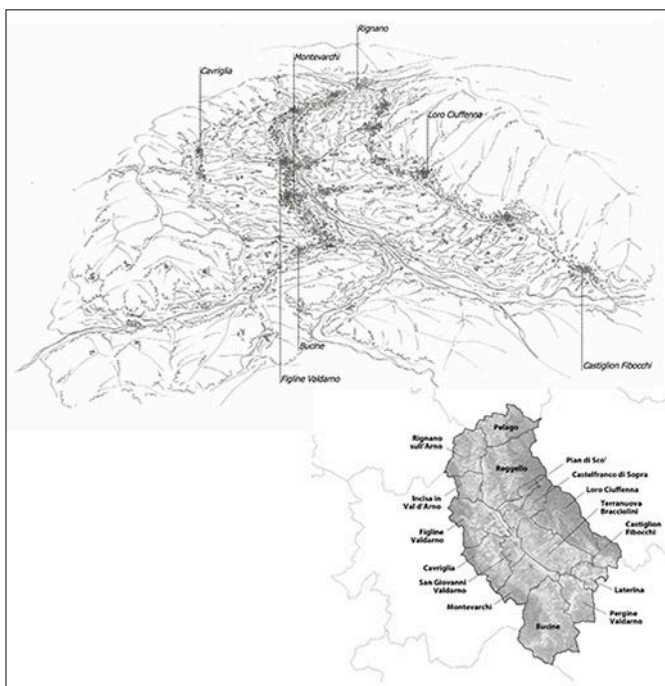 Rignano
Montevarchi
Cavriglia
Loro Ciuffenna
Bucine
Castiglion Fibocchi
Figline Valdarno
Pelago
Rignano
sull'Arno
Reggello
Pian di Sco'
Castelfranco di Sopra
Loro Ciuffenna
Terranuova
Bracciolini
Incisa in
Val d'Arno
Castiglion
Fibocchi
Figline
Valdarno
Cavriglia
San Giovanni
Valdarno
Laterina
Montevarchi
Pergine
Valdarno
Bucine